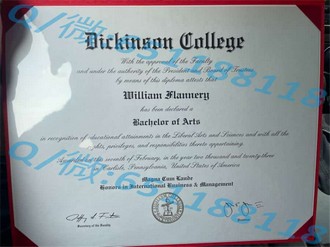 Dickinson College
With the approval of the Faculty
and under the authority of the President and Board of Trustees
by means of this diploma attests that
William Flannery
has been declared a
Bachelor of Arts
in recognition of educational attainments in the Liberal Arts and Sciences and with all the
rights, privileges, and responsibilities thereto appertaining.
this seventh of February, in the year two thousand and twenty three
Carlisle, Pennsylvania, United States of America
Magna Cum Laude
Honors in International Business & Management
Secretary of the Faculty